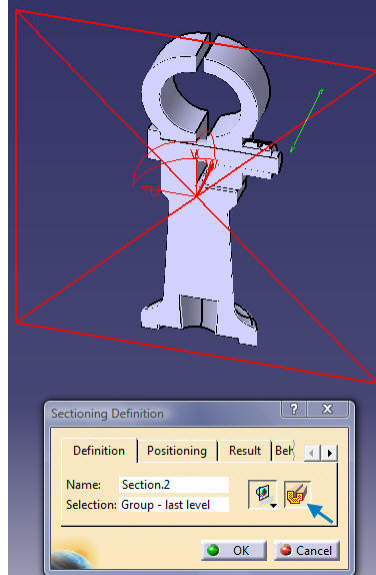 Sectioning Definition
? X
Definition Positioning Result Beh
Name: Section.2
Selection: Group - last level
OK Cancel